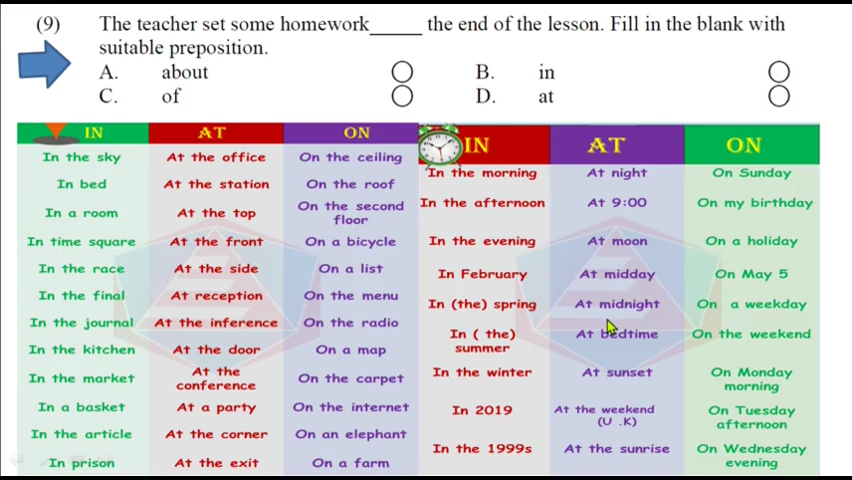 (9) The teacher set some homework_____ the end of the lesson. Fill in the blank with
suitable preposition.
A. about B. in
C. of D. at
IN AT ON
In the sky At the office On the ceiling
In bed At the station On the roof
In a room At the top On the second floor
In time square At the front On a bicycle
In the race At the side On a list
In the final At reception On the menu
In the journal At the inference On the radio
In the kitchen At the door On a map
In the market At the conference On the carpet
In a basket At a party On the internet
In the article At the corner On an elephant
In prison At the exit On a farm
IN AT ON
In the morning At night On Sunday
In the afternoon At 9:00 On my birthday
In the evening At moon On a holiday
In February At midday On May 5
In (the) spring At midnight On a weekday
In ( the) summer At bedtime On the weekend
In the winter At sunset On Monday morning
In 2019 At the weekend (U .K) On Tuesday afternoon
In the 1999s At the sunrise On Wednesday evening